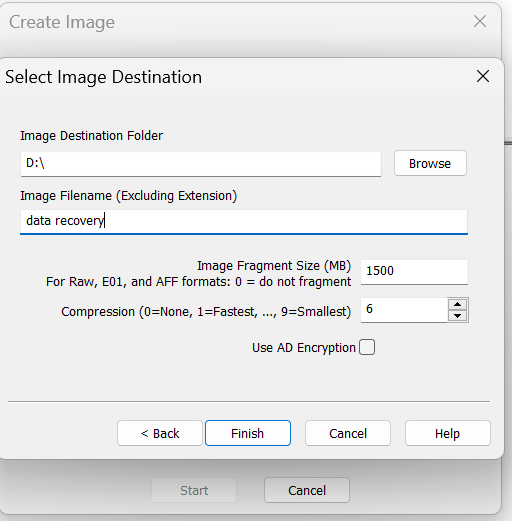 Create Image
Select Image Destination
Image Destination Folder
D:\
Browse
Image Filename (Excluding Extension)
data recovery
Image Fragment Size (MB)
1500
For Raw, E01, and AFF formats: 0 = do not fragment
Compression (0=None, 1=Fastest, ..., 9=Smallest)
6
Use AD Encryption
< Back
Finish
Cancel
Help
Start
Cancel